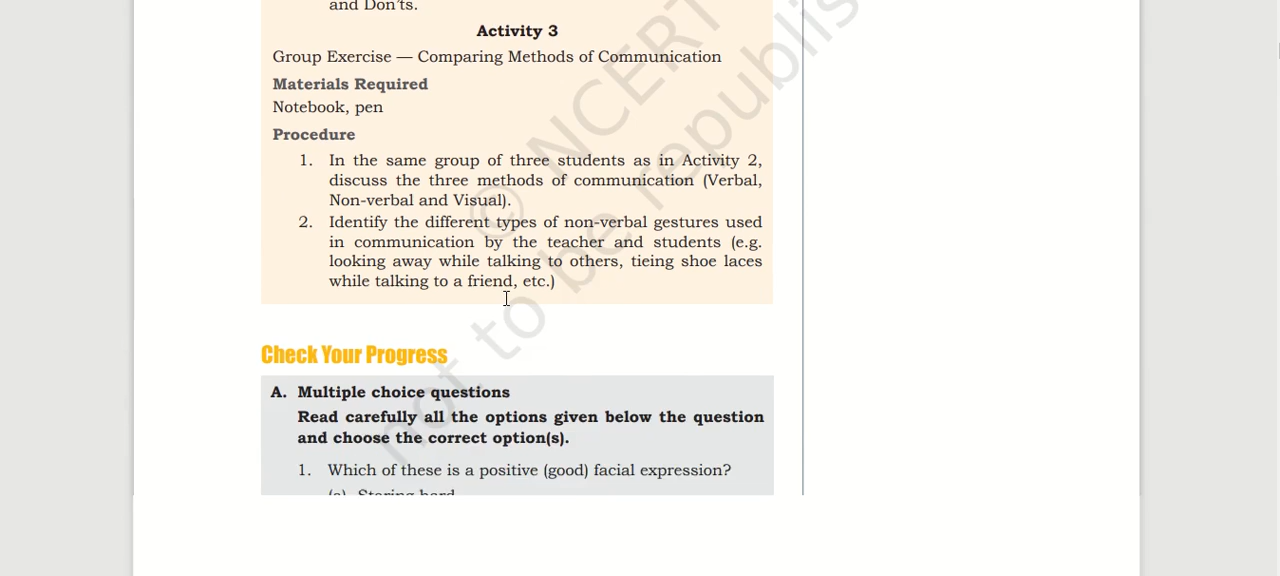 and Don'ts.
Activity 3
Group Exercise — Comparing Methods of Communication
Materials Required
Notebook, pen
Procedure
1. In the same group of three students as in Activity 2,
discuss the three methods of communication (Verbal,
Non-verbal and Visual).
2. Identify the different types of non-verbal gestures used
in communication by the teacher and students (e.g.
looking away while talking to others, tieing shoe laces
while talking to a friend, etc.)
© NCERT
not to be republis
Check Your Progress
A. Multiple choice questions
Read carefully all the options given below the question
and choose the correct option(s).
1. Which of these is a positive (good) facial expression?
(a) Staring hard